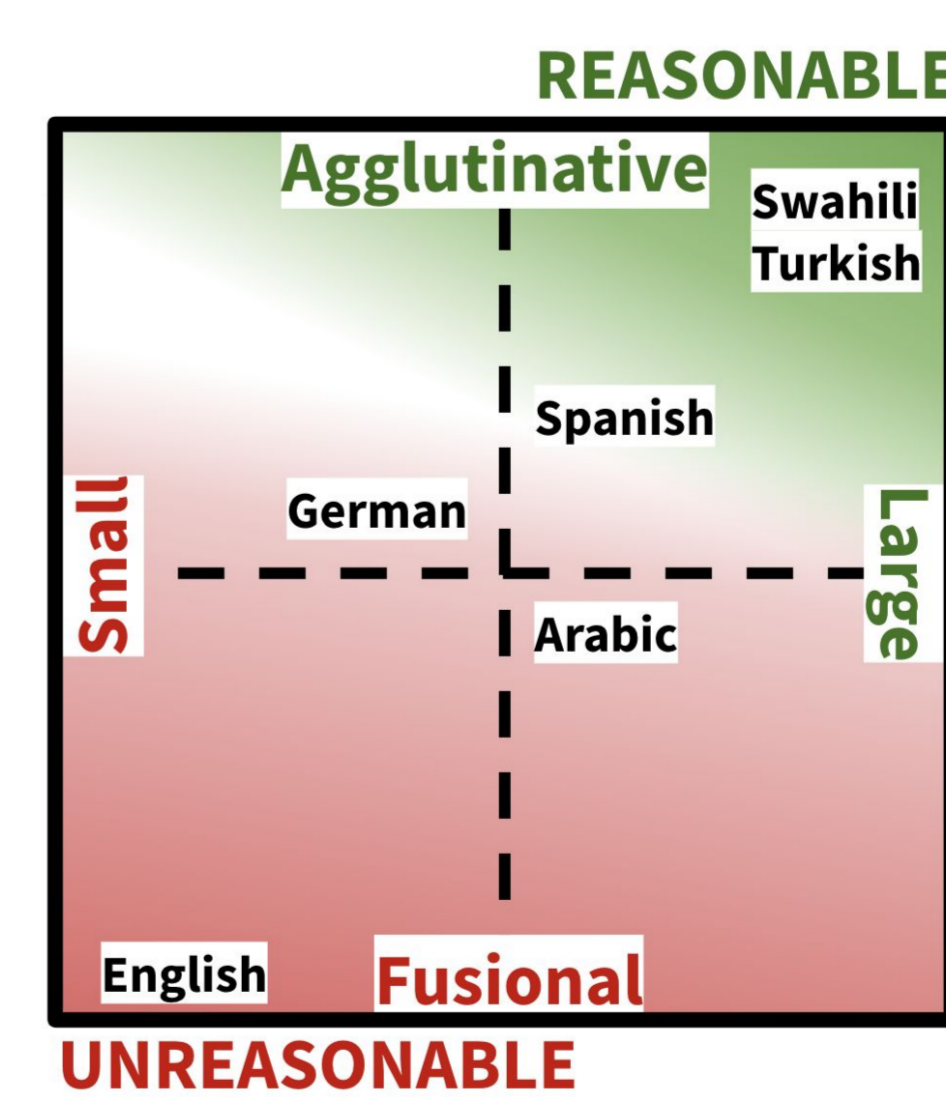 REASONABLE
Agglutinative
Swahili
Turkish
Spanish
Small
German
Large
Arabic
English
Fusional
UNREASONABLE